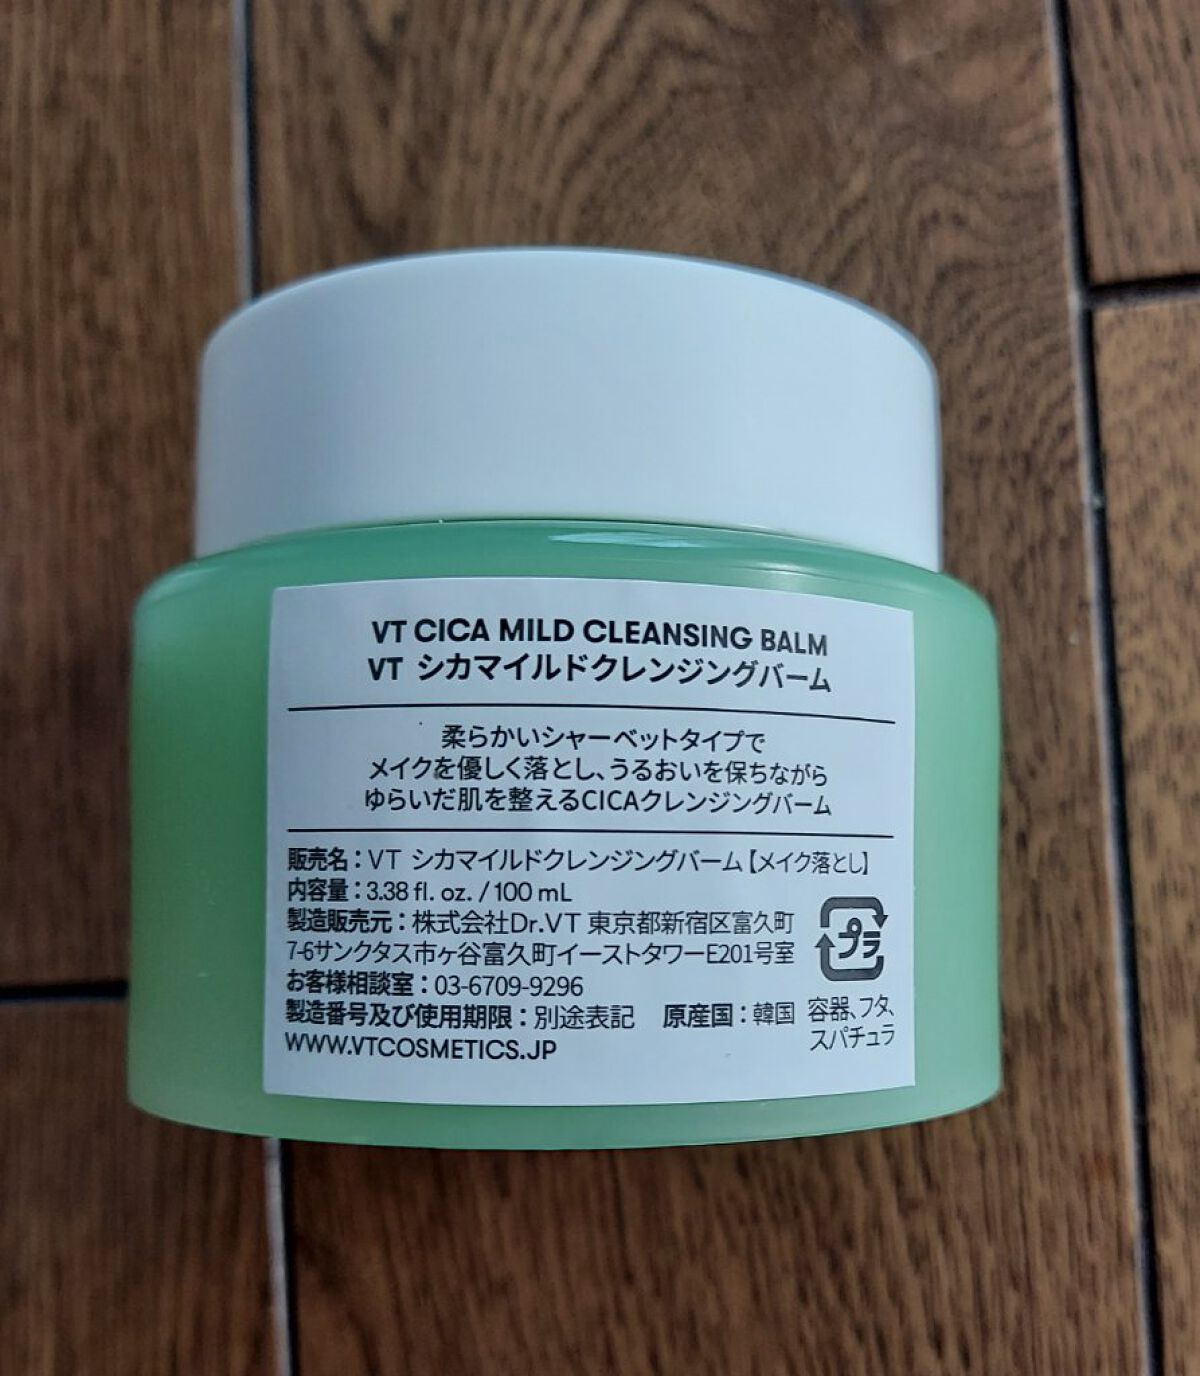 VT CICA MILD CLEANSING BALM
VT シカマイルドクレンジングバーム
柔らかいシャーベットタイプで
メイクを優しく落とし、うるおいを保ちながら
ゆらいだ肌を整えるCICAクレンジングバーム
販売名：VT シカマイルドクレンジングバーム【メイク落とし】
内容量：3.38 fl. oz. / 100 mL
製造販売元：株式会社Dr.VT 東京都新宿区富久町
7-6サンクタス市ヶ谷富久町イーストタワーE201号室
お客様相談室：03-6709-9296
製造番号及び使用期限：別途表記 原産国：韓国
WWW.VTCOSMETICS.JP
プラ
容器、フタ、
スパチュラ